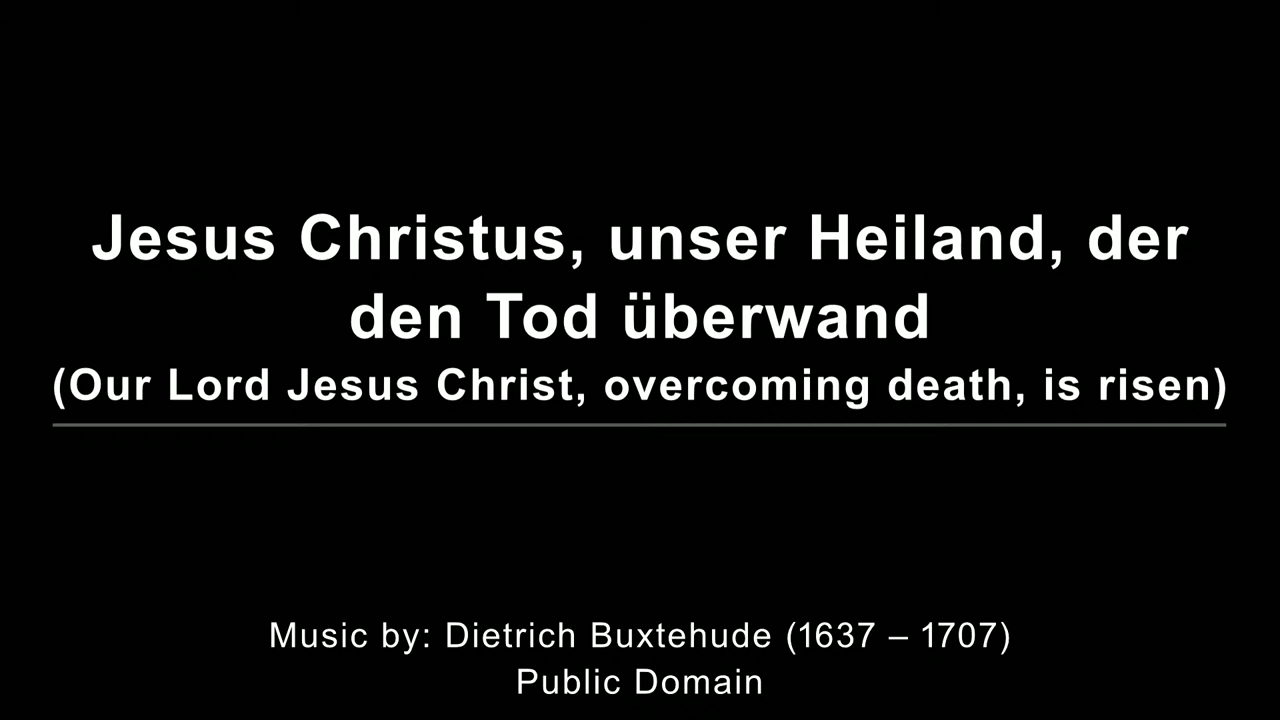 Jesus Christus, unser Heiland, der
den Tod überwand
(Our Lord Jesus Christ, overcoming death, is risen)
Music by: Dietrich Buxtehude (1637 – 1707)
Public Domain